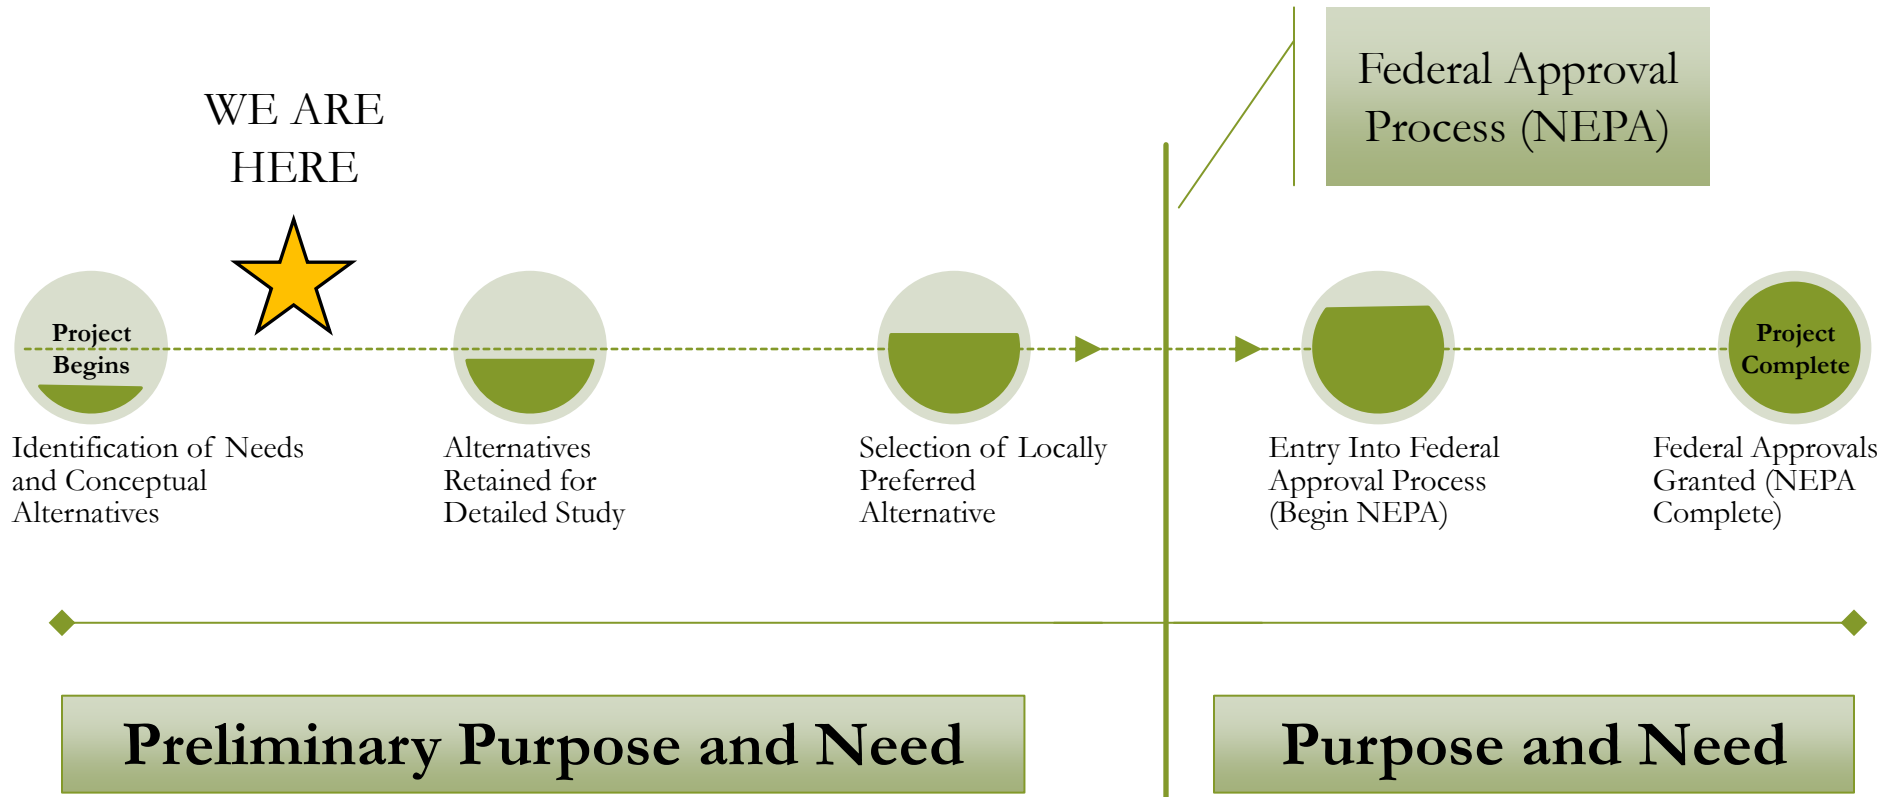 Federal Approval
Process (NEPA)
WE ARE
HERE
Project
Begins
Project
Complete
Identification of Needs
and Conceptual
Alternatives
Alternatives
Retained for
Detailed Study
Selection of Locally
Preferred
Alternative
Entry Into Federal
Approval Process
(Begin NEPA)
Federal Approvals
Granted (NEPA
Complete)
Preliminary Purpose and Need
Purpose and Need